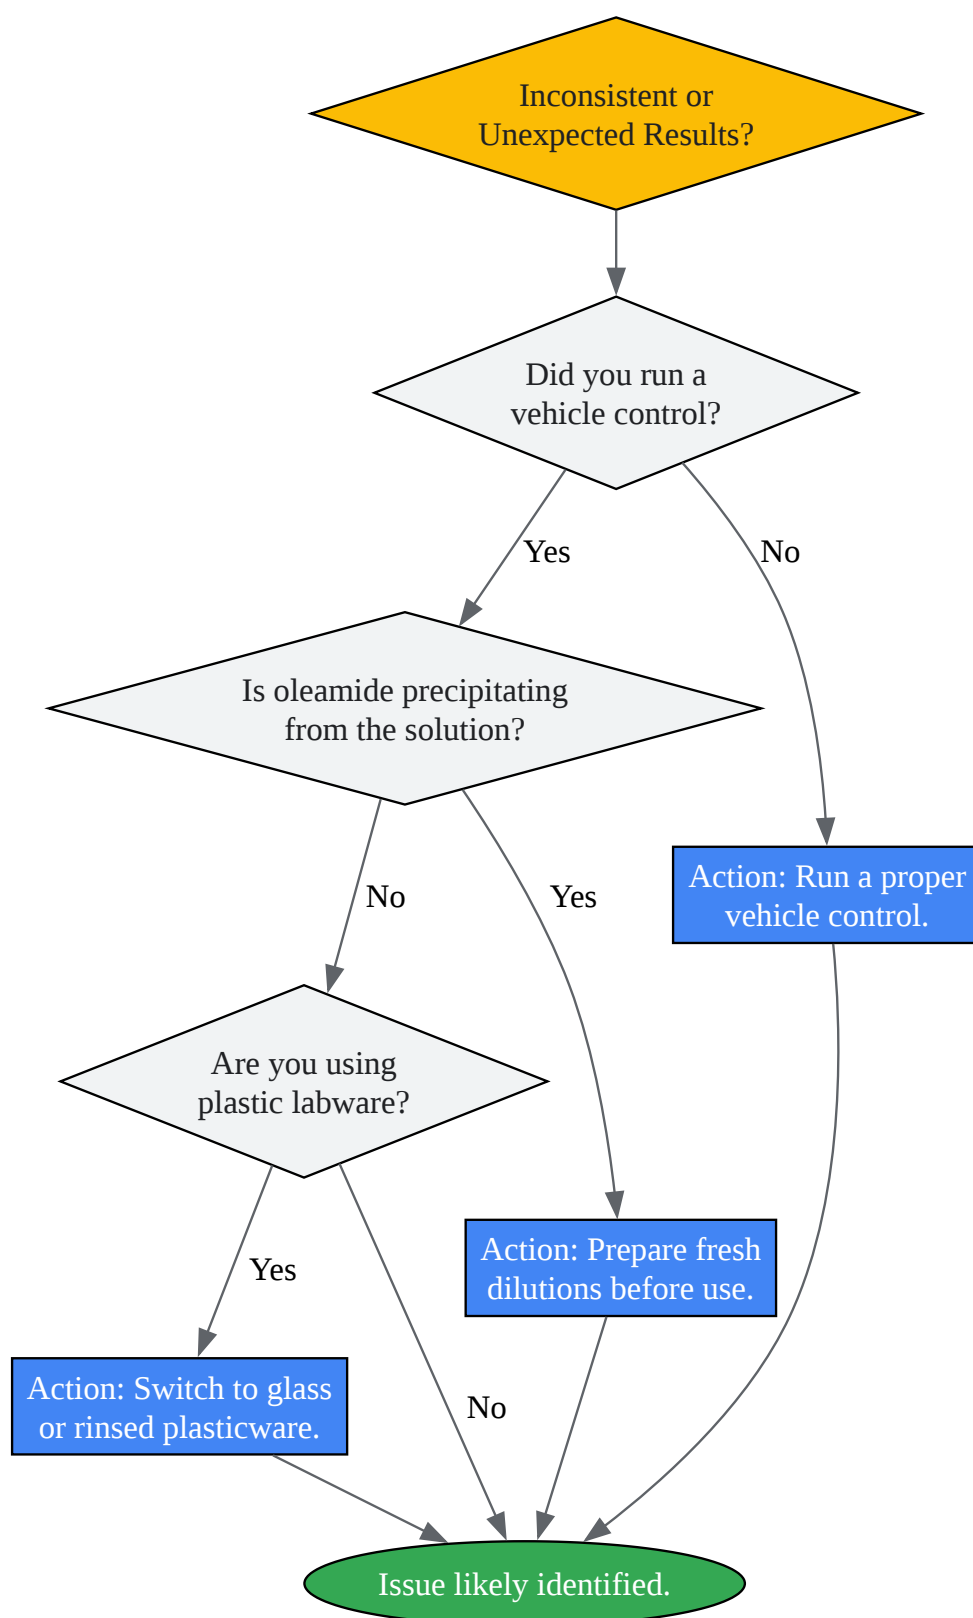 Inconsistent or
Unexpected Results?
Did you run a
vehicle control?
Yes
No
Is oleamide precipitating
from the solution?
No
Yes
Action: Run a proper
vehicle control.
Are you using
plastic labware?
Yes
Action: Prepare fresh
dilutions before use.
Action: Switch to glass
or rinsed plasticware.
No
Issue likely identified.